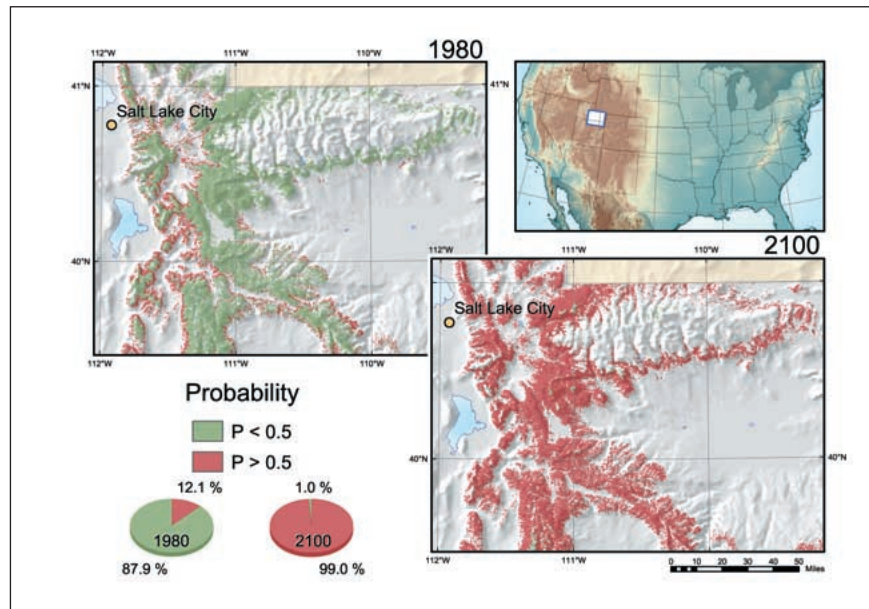 112°W
111°W
110°W
1980
41°N
Salt Lake City
40°N
112°W
111°W
110°W
41°N
2100
111°W
110°W
Salt Lake City
40°N
40°N
112°W
111°W
110°W
0 5 10 20 30 40 50
Miles
Probability
P < 0.5
P > 0.5
12.1 %
1980
87.9 %
1.0 %
2100
99.0 %